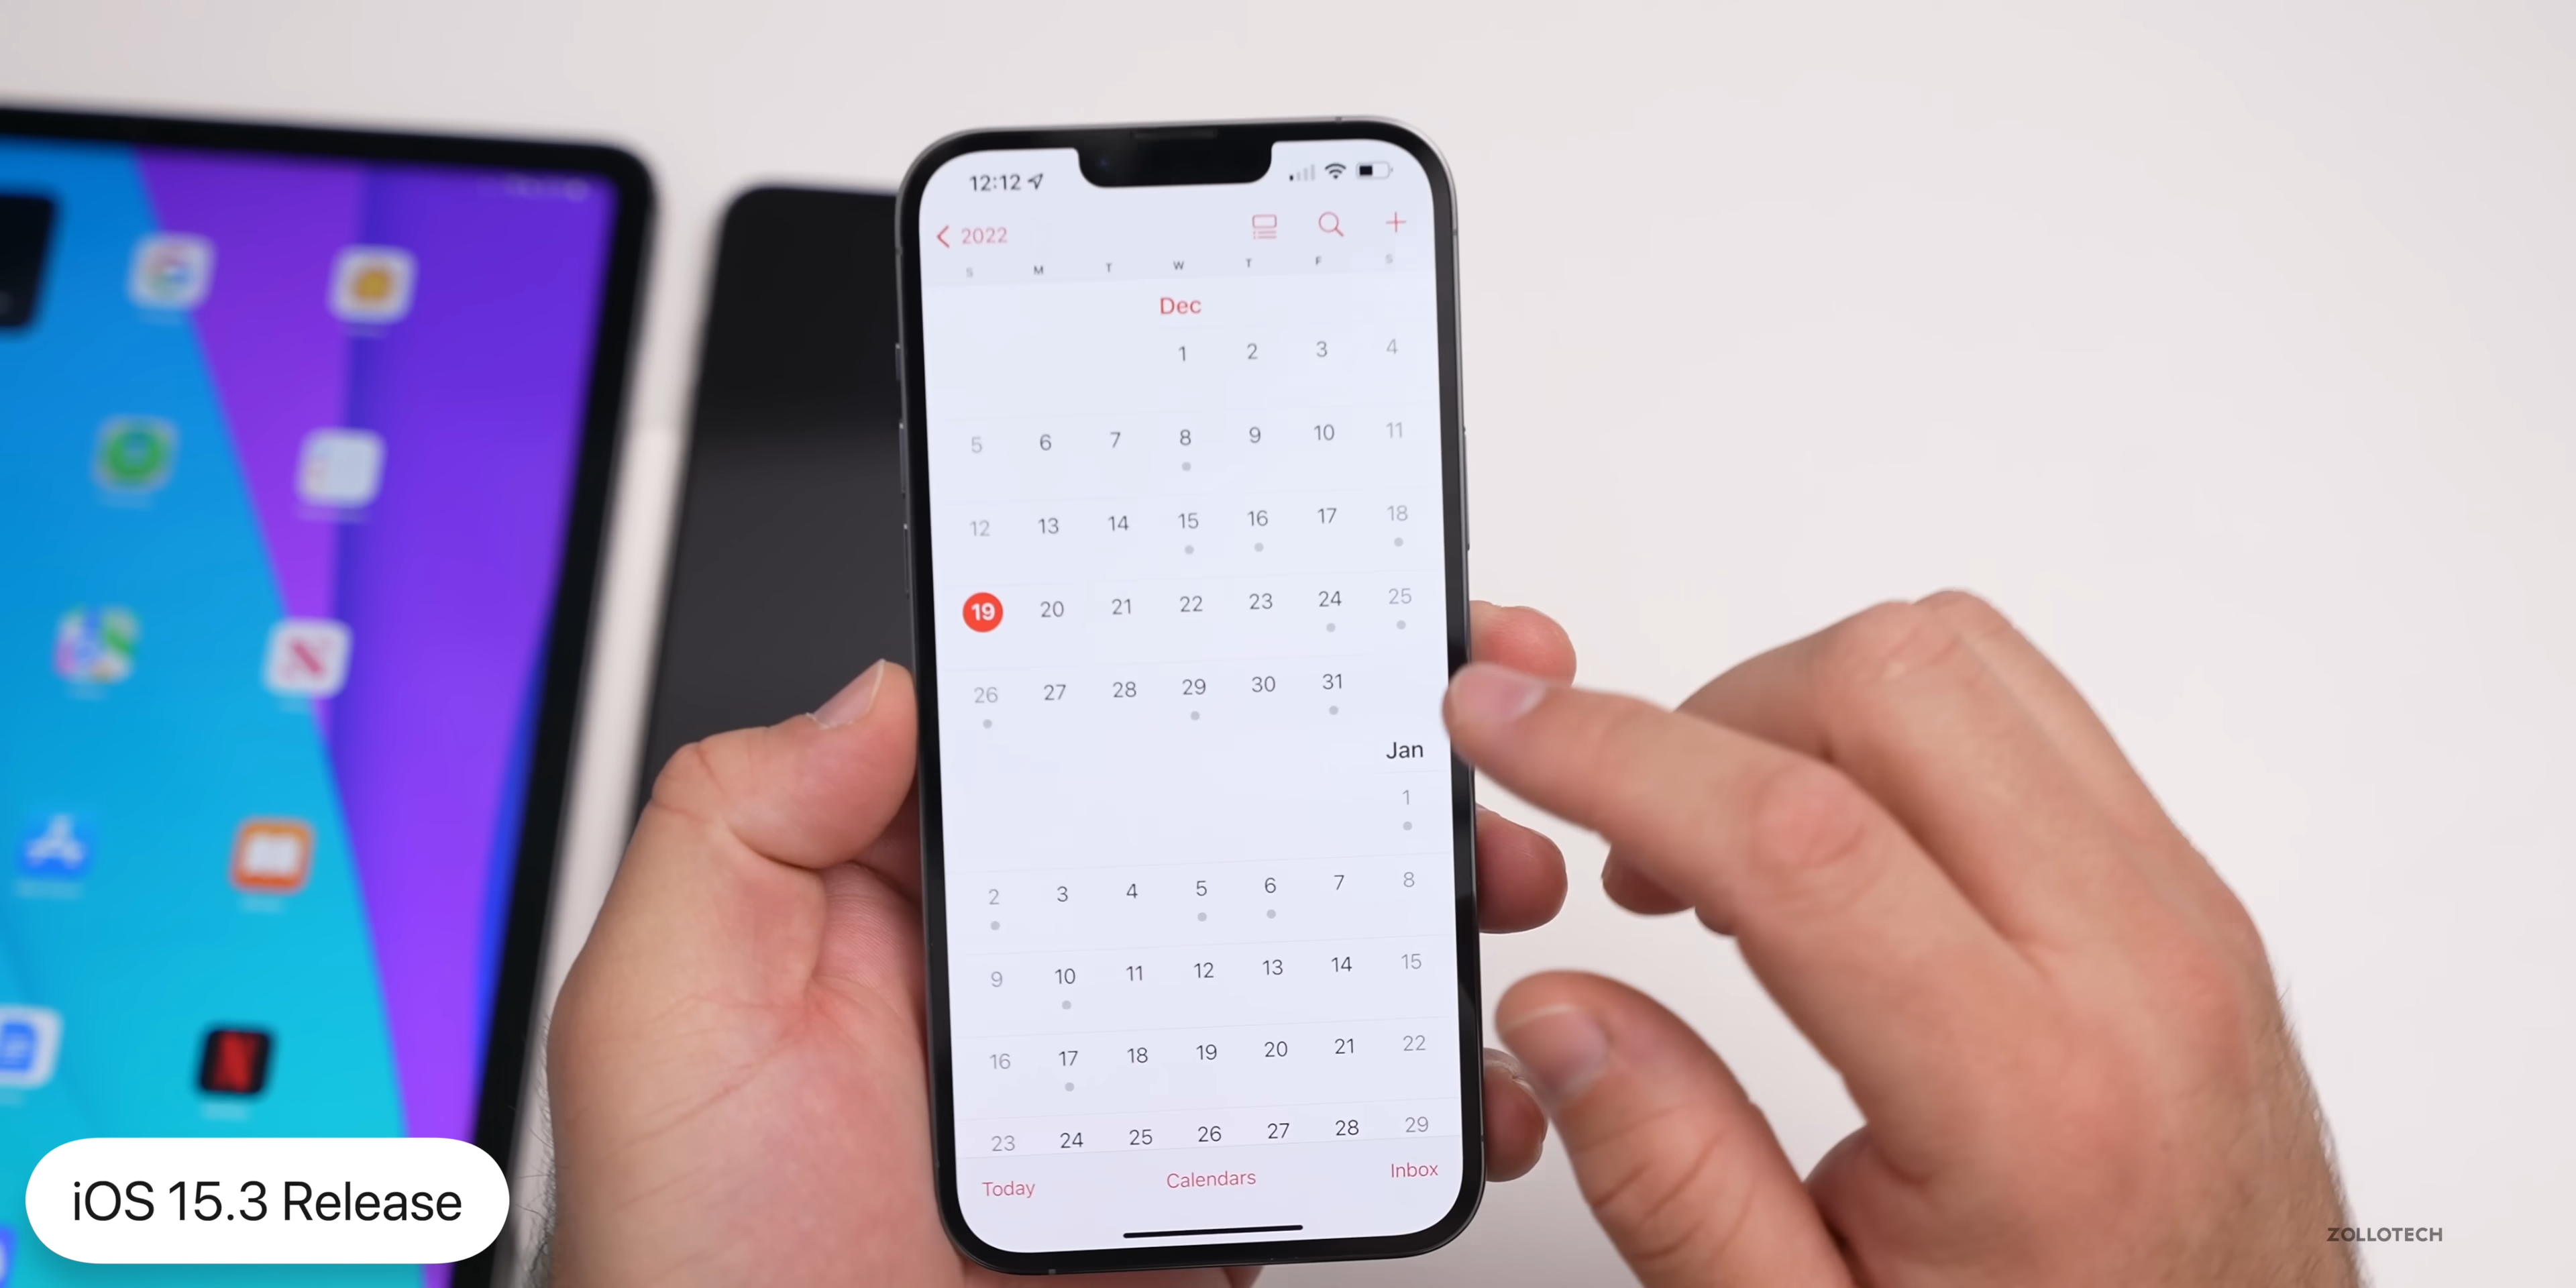 12:12
2022
S M T W T F S
Dec
1 2 3 4
5 6 7 8 9 10 11
12 13 14 15 16 17 18
19 20 21 22 23 24 25
26 27 28 29 30 31
Jan
1
2 3 4 5 6 7 8
9 10 11 12 13 14 15
16 17 18 19 20 21 22
23 24 25 26 27 28 29
Today Calendars Inbox
iOS 15.3 Release
ZOLLOTECH